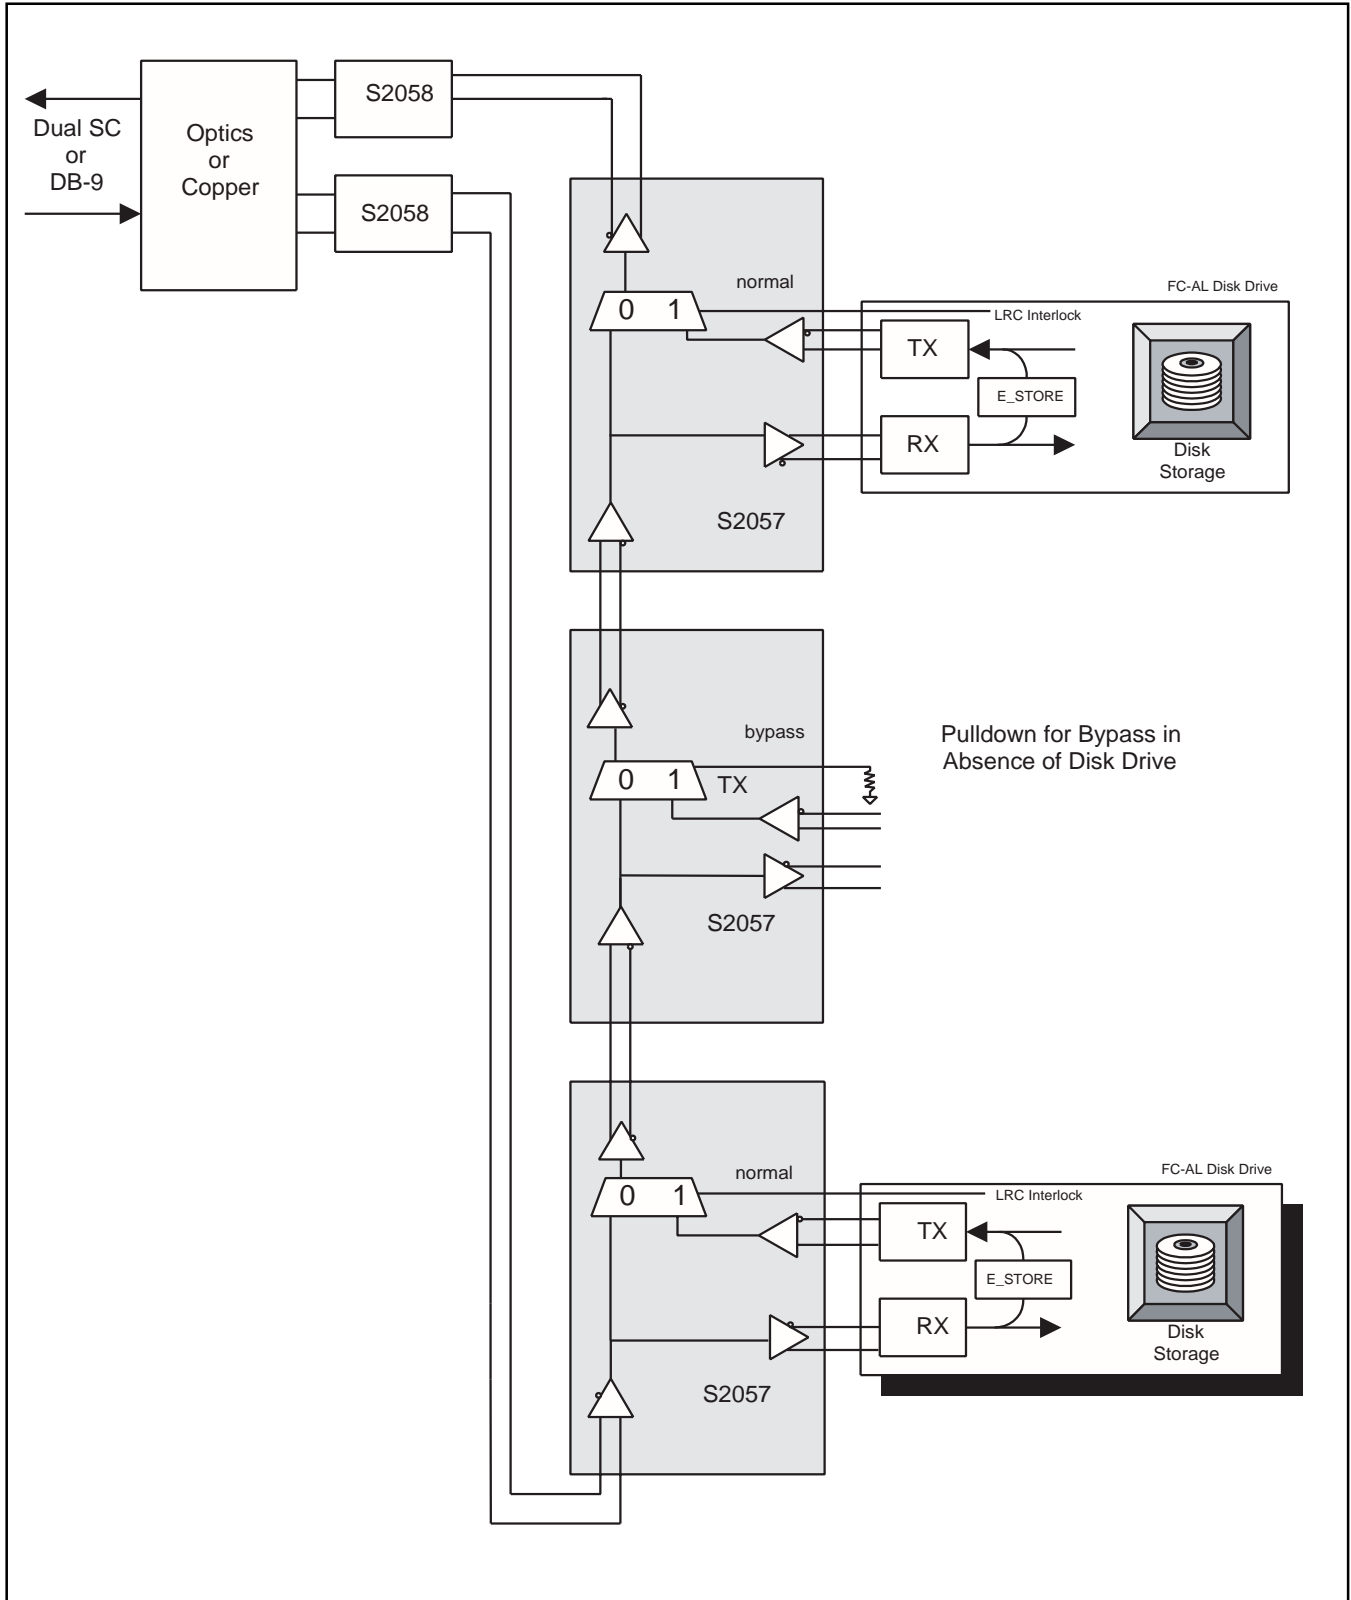 S2058
Dual SC
or
DB-9
Optics
or
Copper
S2058
normal
FC-AL Disk Drive
0 1
LRC Interlock
TX
E_STORE
RX
Disk
Storage
S2057
bypass
Pulldown for Bypass in
Absence of Disk Drive
0 1
TX
S2057
normal
FC-AL Disk Drive
0 1
LRC Interlock
TX
E_STORE
RX
Disk
Storage
S2057